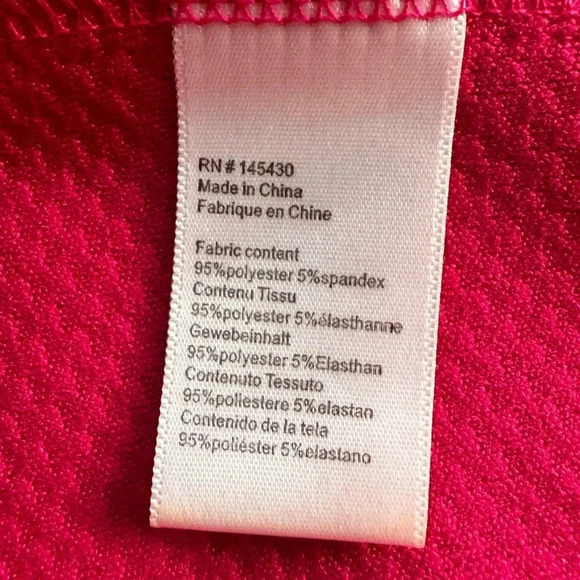 RN # 145430
Made in China
Fabrique en Chine
Fabric content
95%polyester 5%spandex
Contenu Tissu
95%polyester 5%élasthanne
Gewebeinhalt
95%polyester 5%Elasthan
Contenuto Tessuto
95%poliestere 5%elastan
Contenido de la tela
95%poliéster 5%elastano